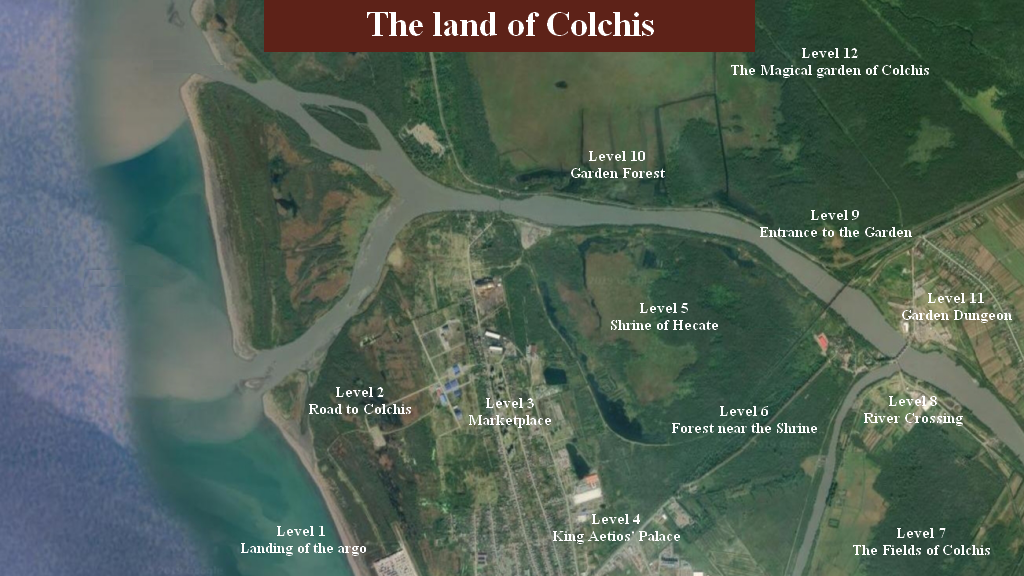 The land of Colchis
Level 12
The Magical garden of Colchis
Level 10
Garden Forest
Level 9
Entrance to the Garden
Level 11
Garden Dungeon
Level 5
Shrine of Hecate
Level 2
Road to Colchis
Level 3
Marketplace
Level 6
Forest near the Shrine
Level 8
River Crossing
Level 4
King Aetios' Palace
Level 1
Landing of the argo
Level 7
The Fields of Colchis